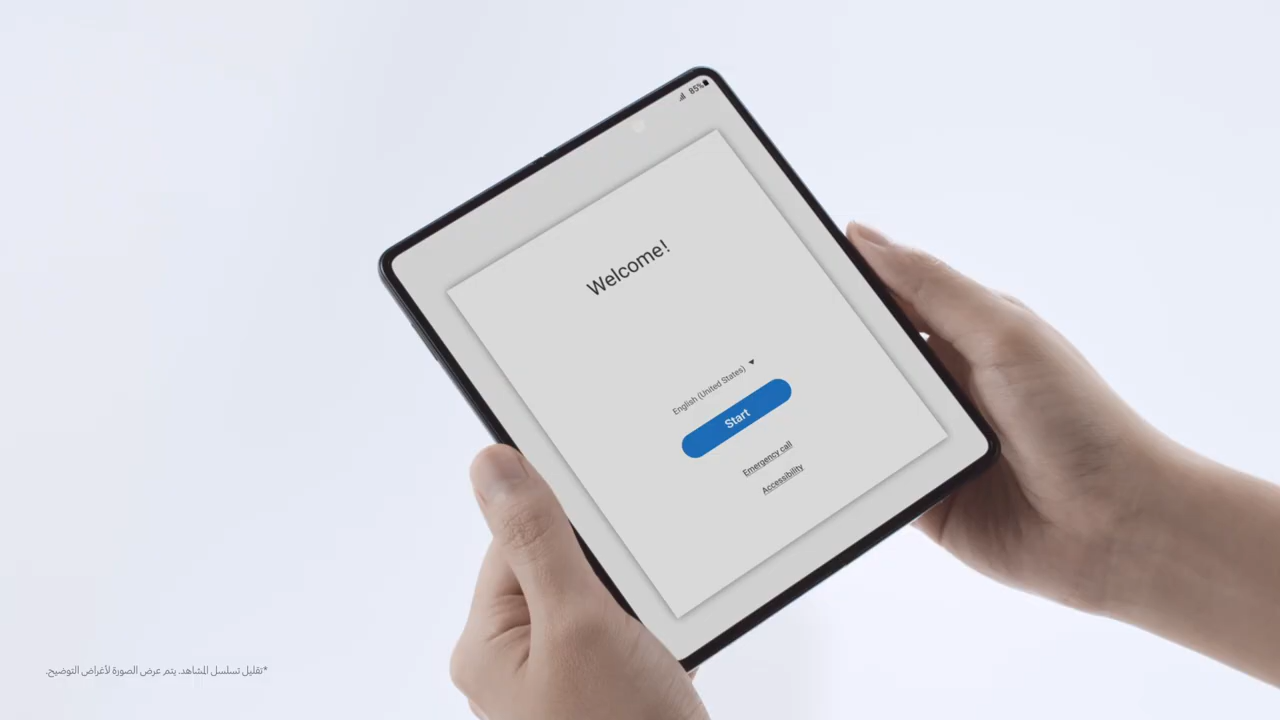 85%
Welcome!
English (United States)
Start
Emergency call
Accessibility
*تقليل تسلسل المشاهد. يتم عرض الصورة لأغراض التوضيح.